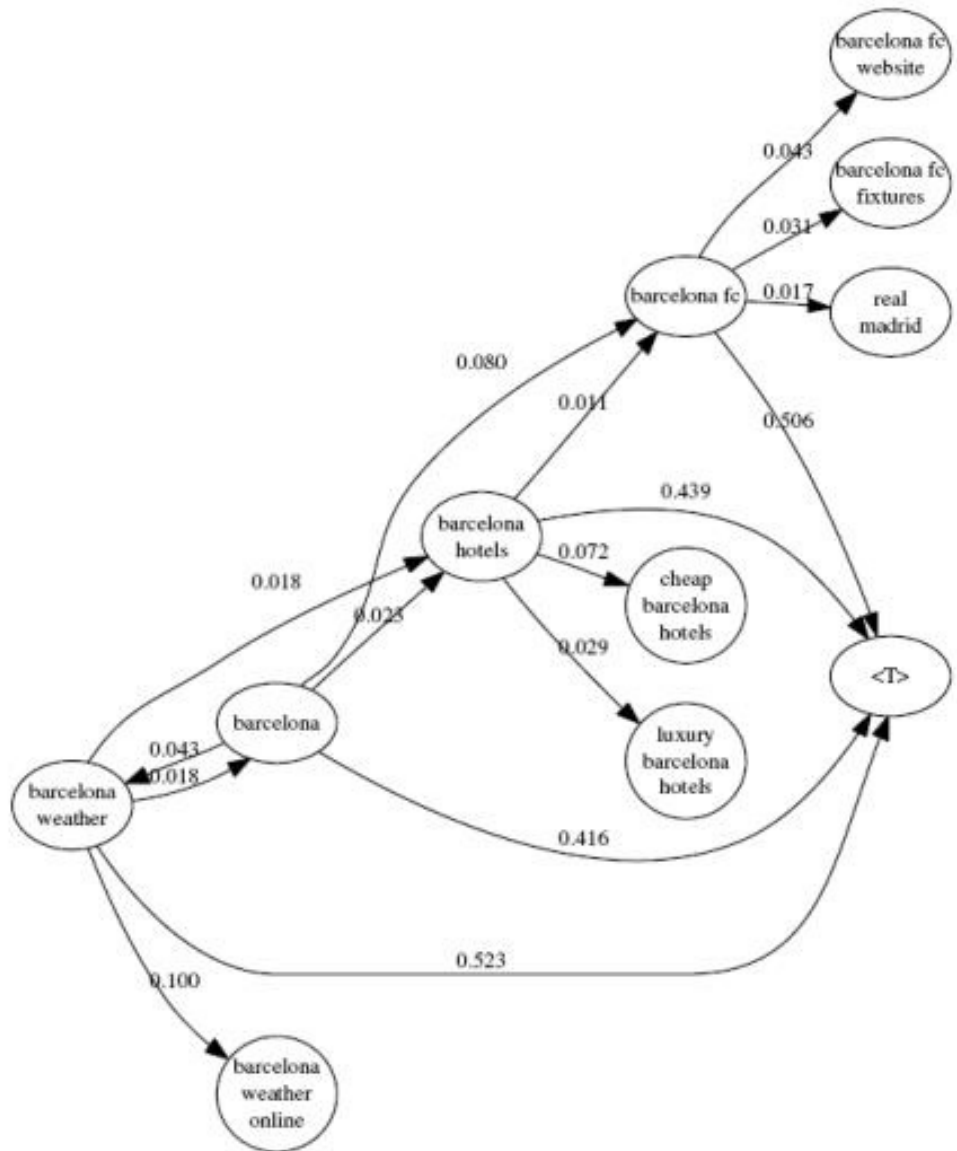 barcelona fc
website
0.043
barcelona fc
fixtures
0.031
barcelona fc
0.017
real
madrid
0.080
0.011
0.506
0.439
barcelona
hotels
0.072
cheap
barcelona
hotels
0.018
0.023
0.029
<T>
barcelona
luxury
barcelona
hotels
0.043
0.018
barcelona
weather
0.416
0.523
0.100
barcelona
weather
online